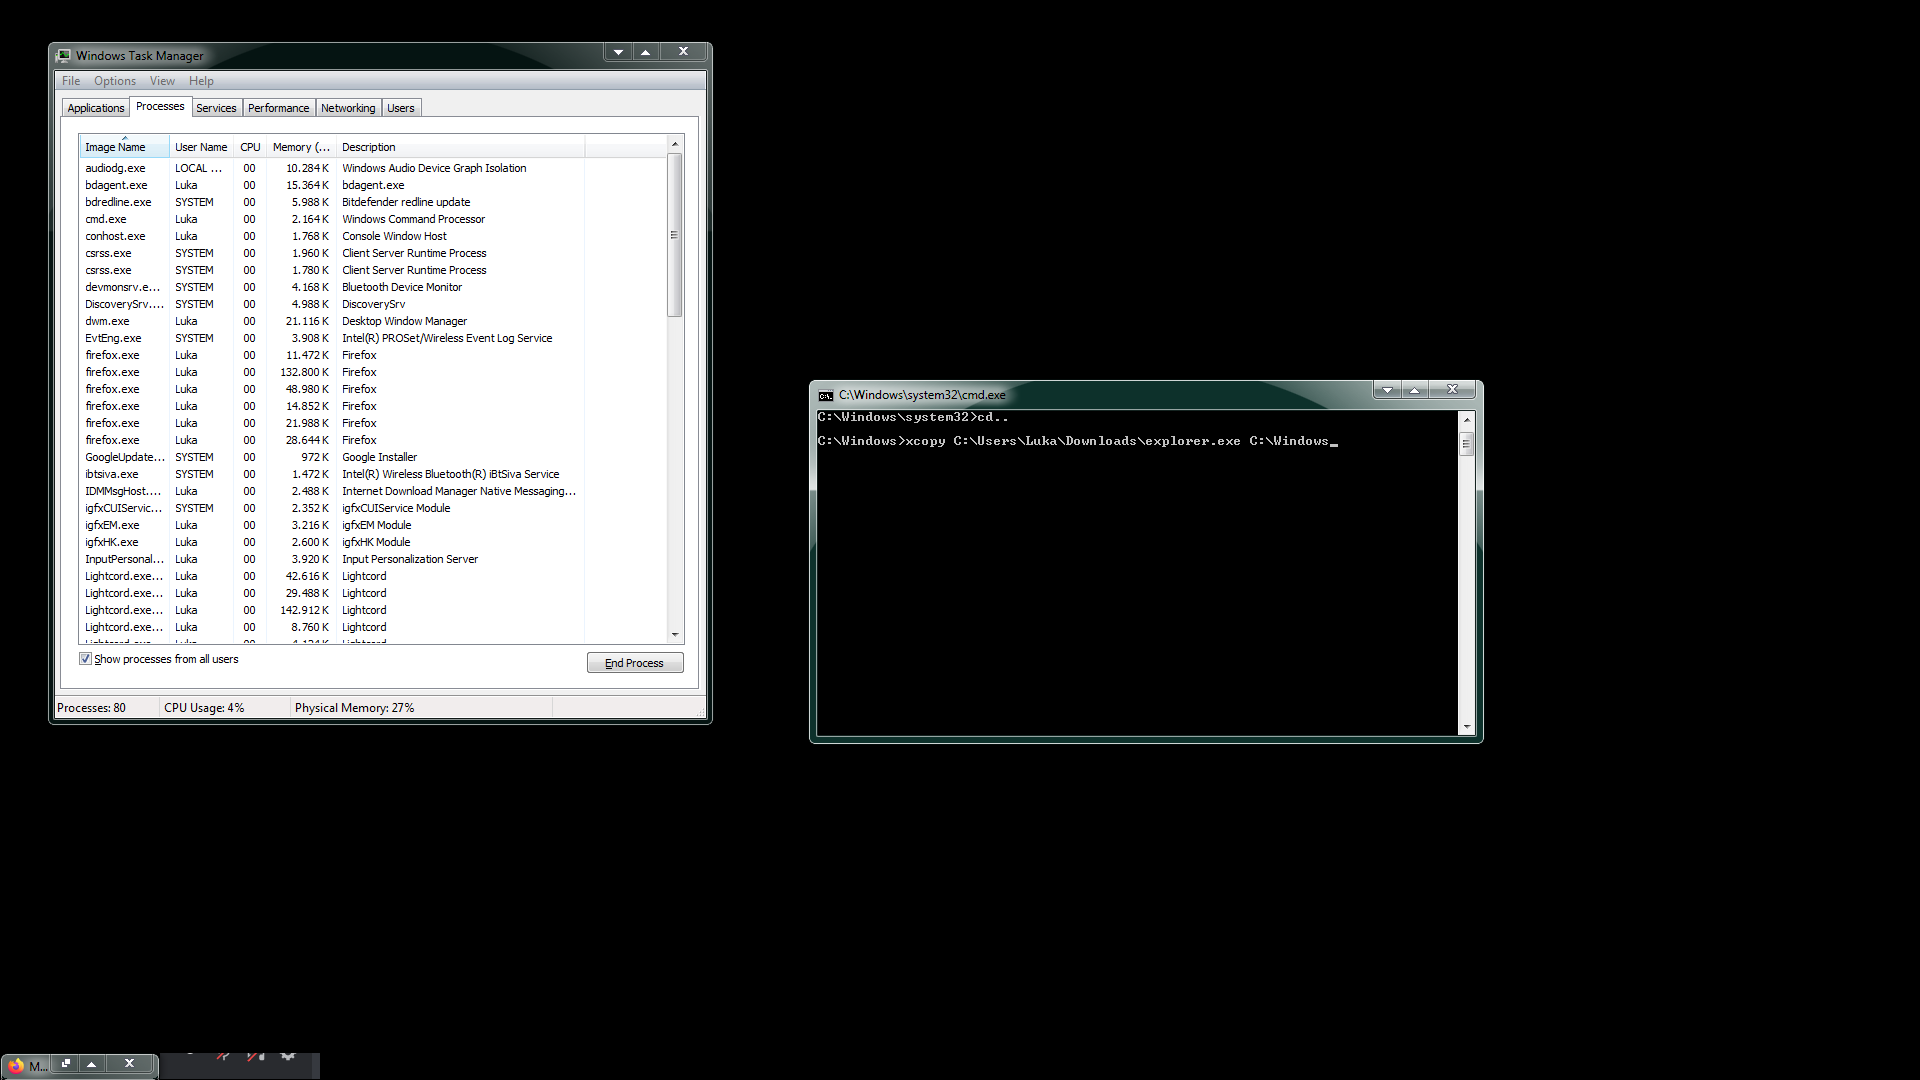 Windows Task Manager
File Options View Help
Applications Processes Services Performance Networking Users
Image Name User Name CPU Memory (... Description
audiodg.exe LOCAL ... 00 10.284 K Windows Audio Device Graph Isolation
bdagent.exe Luka 00 15.364 K bdagent.exe
bdredline.exe SYSTEM 00 5.988 K Bitdefender redline update
cmd.exe Luka 00 2.164 K Windows Command Processor
conhost.exe Luka 00 1.768 K Console Window Host
csrss.exe SYSTEM 00 1.960 K Client Server Runtime Process
csrss.exe SYSTEM 00 1.780 K Client Server Runtime Process
devmonsrv.e... SYSTEM 00 4.168 K Bluetooth Device Monitor
DiscoverySrv.... SYSTEM 00 4.988 K DiscoverySrv
dwm.exe Luka 00 21.116 K Desktop Window Manager
EvtEng.exe SYSTEM 00 3.908 K Intel(R) PROSet/Wireless Event Log Service
firefox.exe Luka 00 11.472 K Firefox
firefox.exe Luka 00 132.800 K Firefox
firefox.exe Luka 00 48.980 K Firefox
firefox.exe Luka 00 14.852 K Firefox
firefox.exe Luka 00 21.988 K Firefox
firefox.exe Luka 00 28.644 K Firefox
GoogleUpdate... SYSTEM 00 972 K Google Installer
ibtsiva.exe SYSTEM 00 1.472 K Intel(R) Wireless Bluetooth(R) iBtSiva Service
IDMMsgHost.... Luka 00 2.488 K Internet Download Manager Native Messaging...
igfxCUIServic... SYSTEM 00 2.352 K igfxCUIService Module
igfxEM.exe Luka 00 3.216 K igfxEM Module
igfxHK.exe Luka 00 2.600 K igfxHK Module
InputPersonal... Luka 00 3.920 K Input Personalization Server
Lightcord.exe... Luka 00 42.616 K Lightcord
Lightcord.exe... Luka 00 29.488 K Lightcord
Lightcord.exe... Luka 00 142.912 K Lightcord
Lightcord.exe... Luka 00 8.760 K Lightcord
Show processes from all users
End Process
Processes: 80 CPU Usage: 4% Physical Memory: 27%
C:\Windows\system32\cmd.exe
C:\Windows\system32>cd..
C:\Windows>xcopy C:\Users\Luka\Downloads\explorer.exe C:\Windows_
M...